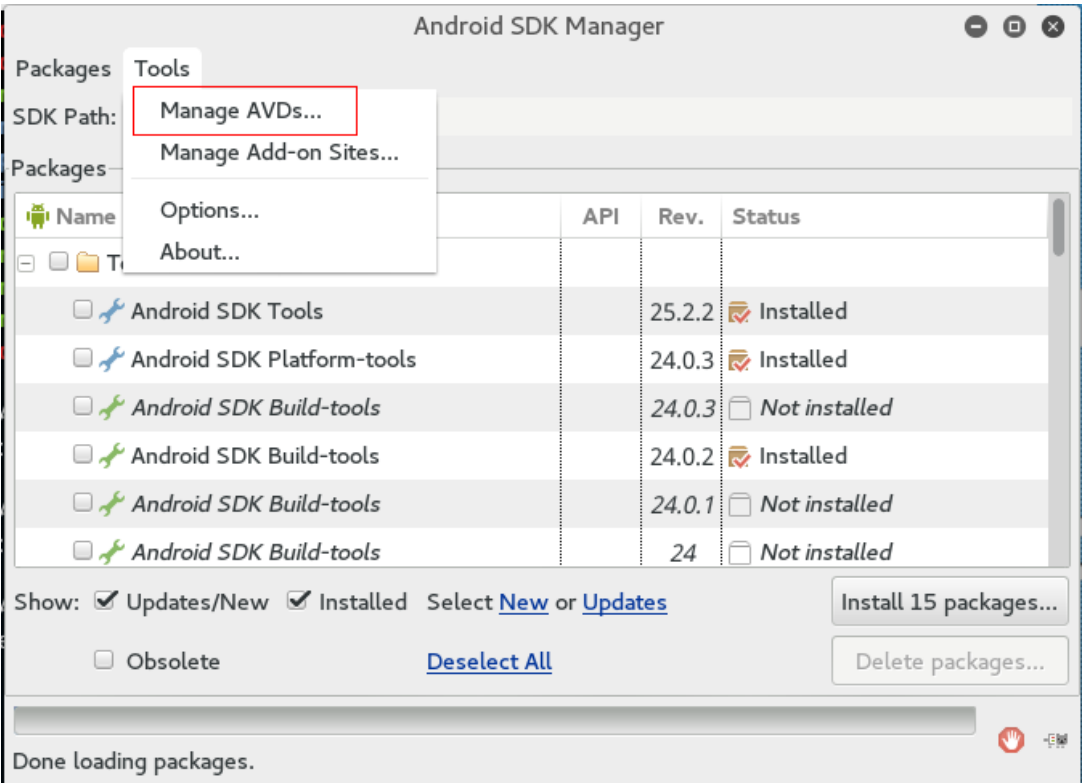 Android SDK Manager
Packages Tools
Manage AVDs...
SDK Path:
Manage Add-on Sites...
Packages
Options...
Name API Rev. Status
About...
Android SDK Tools 25.2.2 Installed
Android SDK Platform-tools 24.0.3 Installed
Android SDK Build-tools 24.0.3 Not installed
Android SDK Build-tools 24.0.2 Installed
Android SDK Build-tools 24.0.1 Not installed
Android SDK Build-tools 24 Not installed
Show: Updates/New Installed Select New or Updates Install 15 packages...
Obsolete Deselect All Delete packages...
Done loading packages.